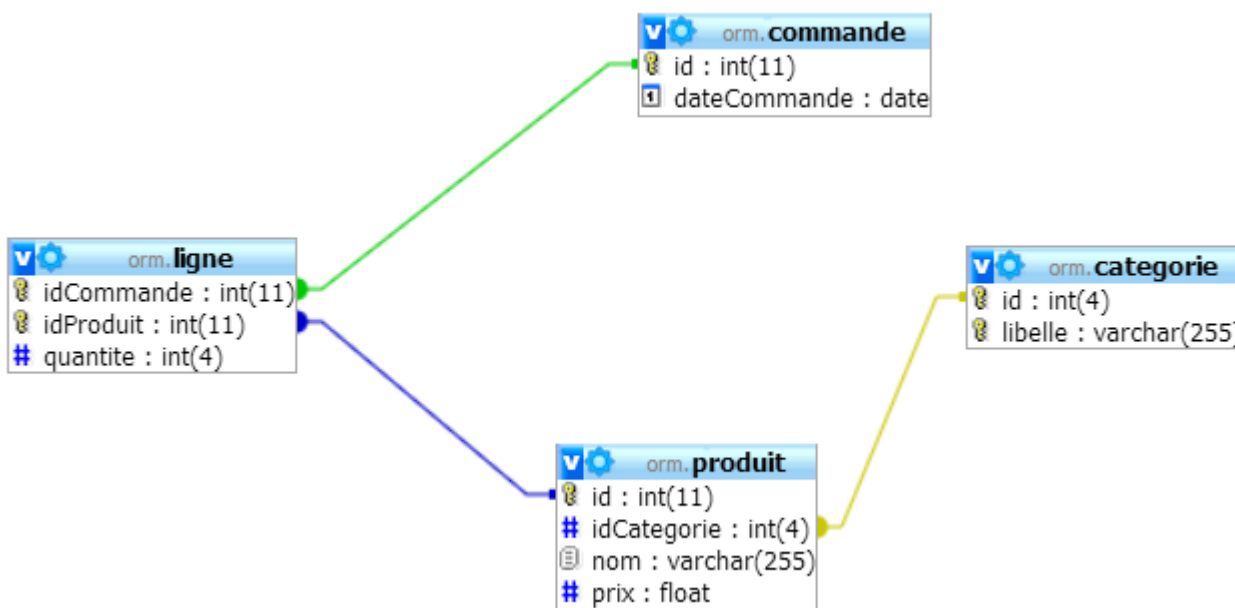 orm.commande
id : int(11)
dateCommande : date
orm.ligne
idCommande : int(11)
idProduit : int(11)
# quantite : int(4)
orm.categorie
id : int(4)
libelle : varchar(255)
orm.produit
id : int(11)
# idCategorie : int(4)
nom : varchar(255)
# prix : float